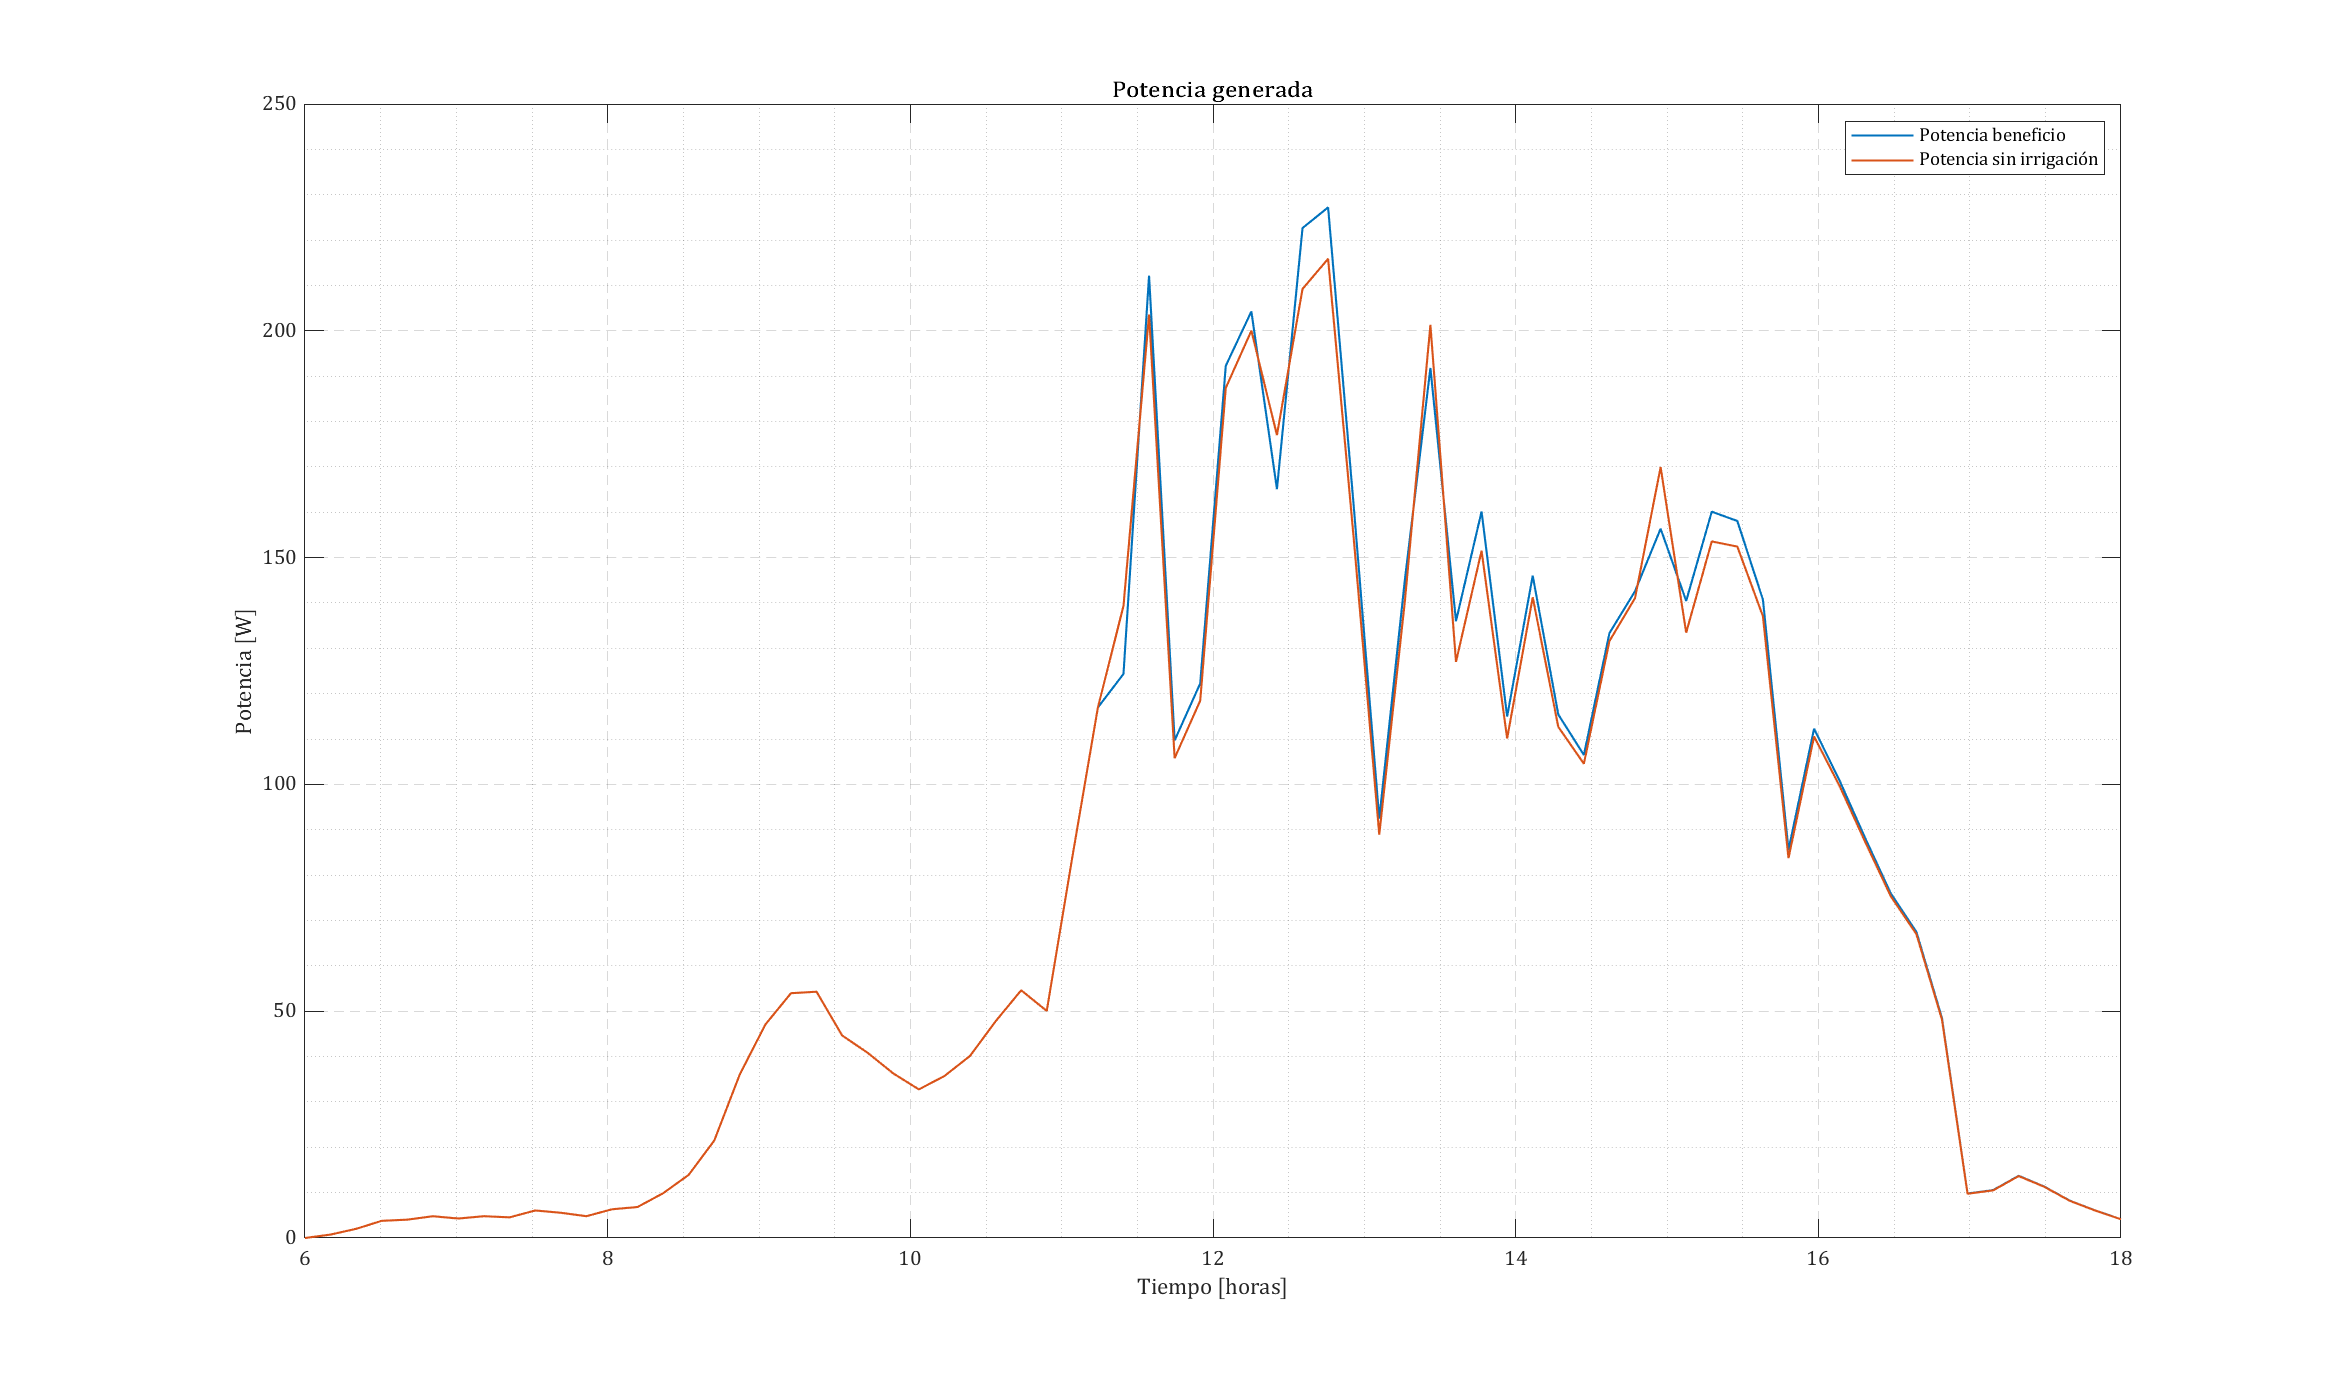 Potencia generada
250
200
150
100
50
0
Potencia [W]
Potencia beneficio
Potencia sin irrigación
6 8 10 12 14 16 18
Tiempo [horas]